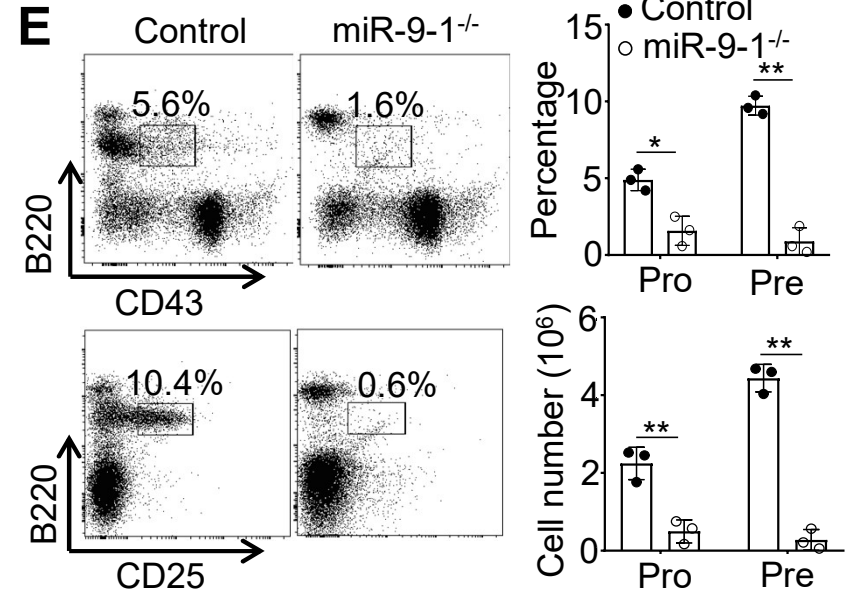 E
Control
miR-9-1-/-
5.6%
1.6%
B220
CD43
10.4%
0.6%
B220
CD25
Control
miR-9-1-/-
Percentage
15
10
5
0
*
**
Pro
Pre
Cell number (10⁶)
6
4
2
0
**
**
Pro
Pre